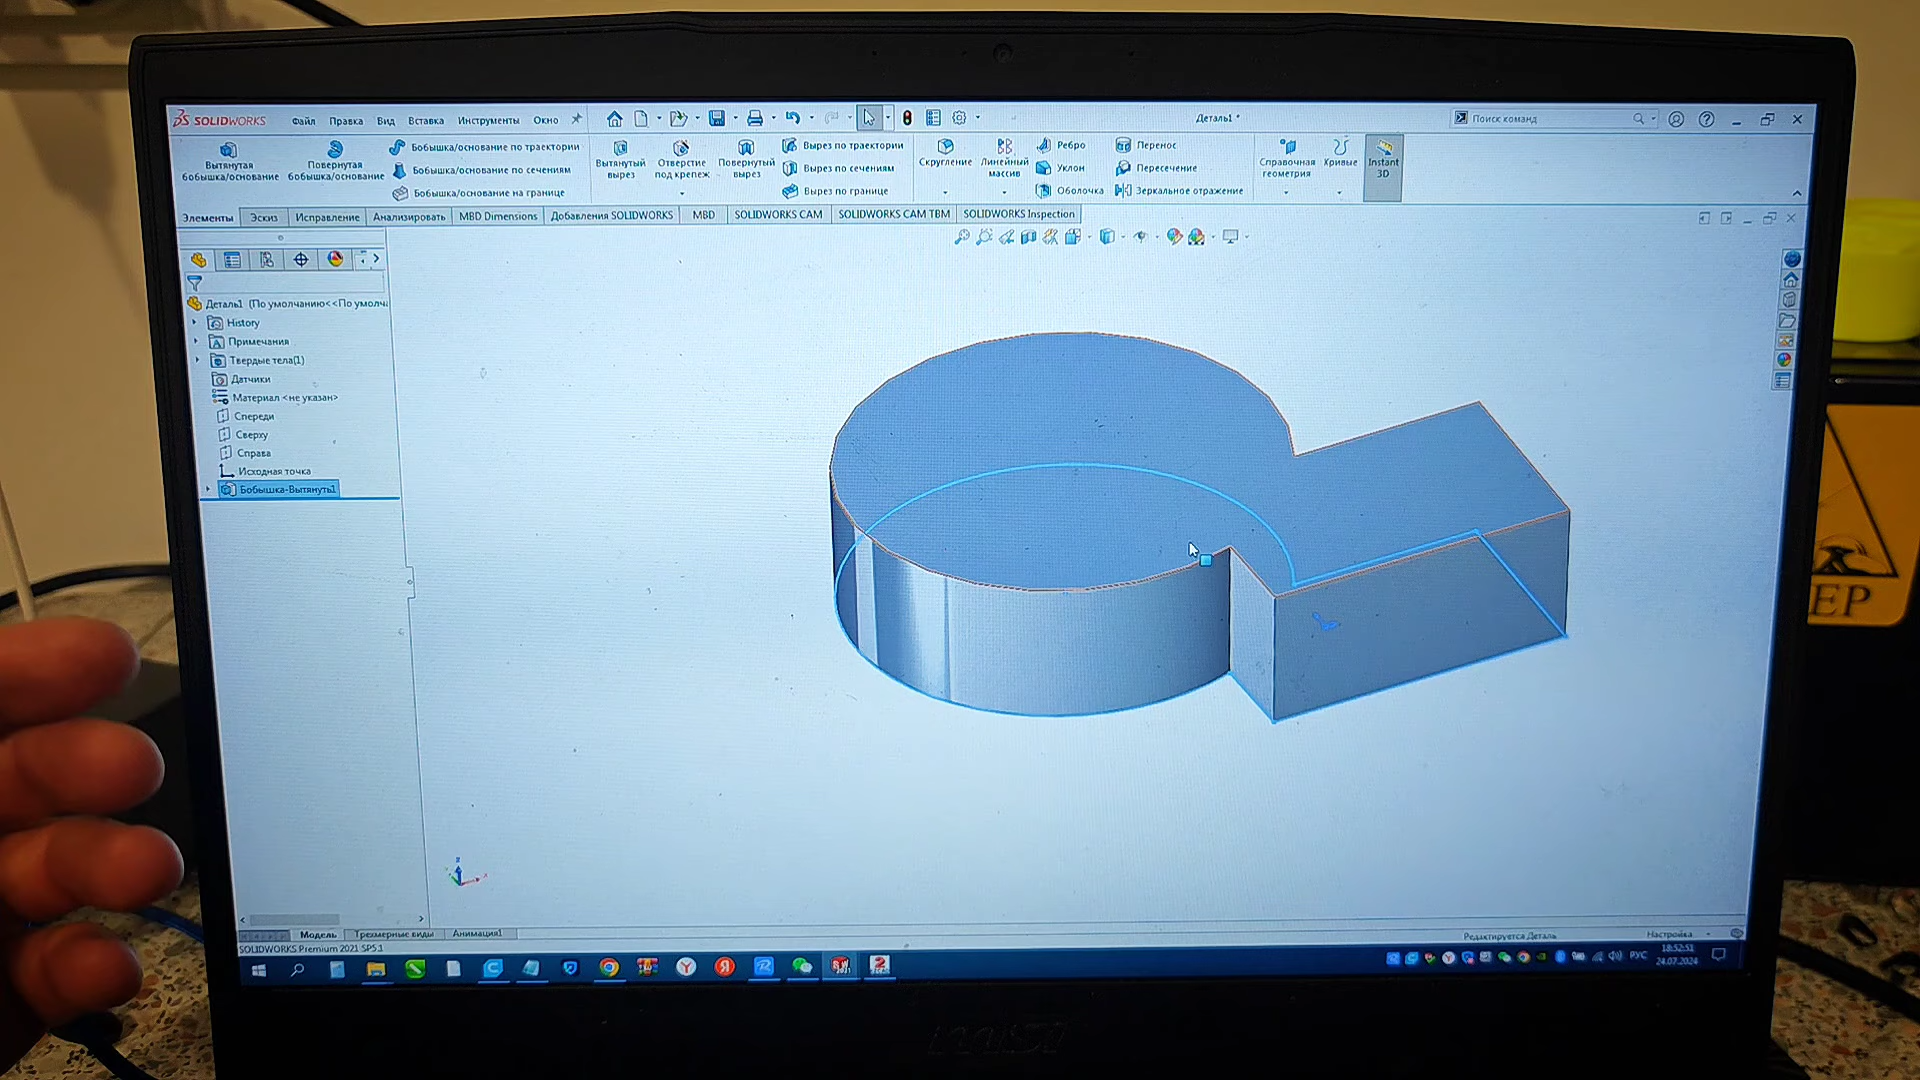 SOLIDWORKS
Файл Правка Вид Вставка Инструменты Окно
Деталь1 *
Поиск команд
Вытянутая бобышка/основание
Повернутая бобышка/основание
Бобышка/основание по траектории
Бобышка/основание по сечениям
Бобышка/основание на границе
Вытянутый вырез
Отверстие под крепеж
Повернутый вырез
Вырез по траектории
Вырез по сечениям
Вырез по границе
Скругление
Линейный массив
Ребро
Уклон
Оболочка
Перенос
Пересечение
Зеркальное отражение
Справочная геометрия
Кривые
Instant 3D
Элементы Эскиз Исправление Анализировать MBD Dimensions Добавления SOLIDWORKS MBD SOLIDWORKS CAM SOLIDWORKS CAM TBM SOLIDWORKS Inspection
Деталь1 (По умолчанию<<По умолч
History
Примечания
Твердые тела(1)
Датчики
Материал <не указан>
Спереди
Сверху
Справа
Исходная точка
Бобышка-Вытянуть1
Модель Трехмерные виды Анимация1
SOLIDWORKS Premium 2021 SP5.1
Редактируется Деталь
Настройка
РУС
18:52:51
24.07.2024
ЕР
msi